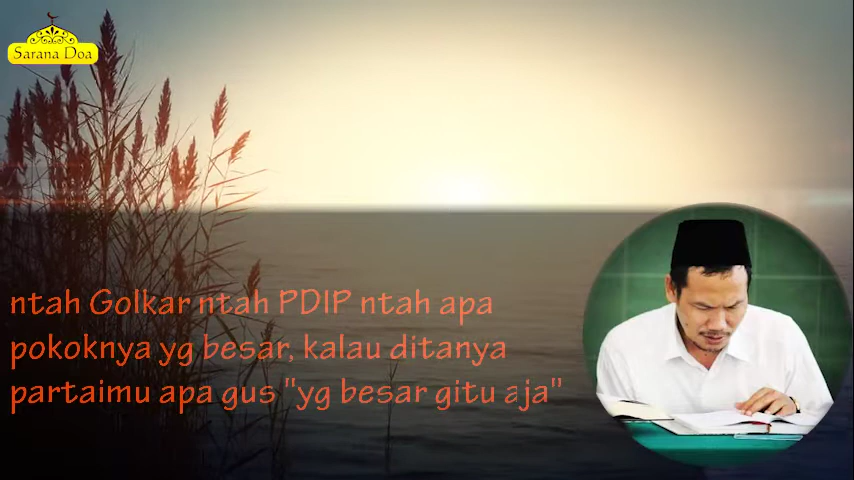 Sarana Doa
ntah Golkar ntah PDIP ntah apa
pokoknya yg besar, kalau ditanya
partaimu apa gus "yg besar gitu aja"